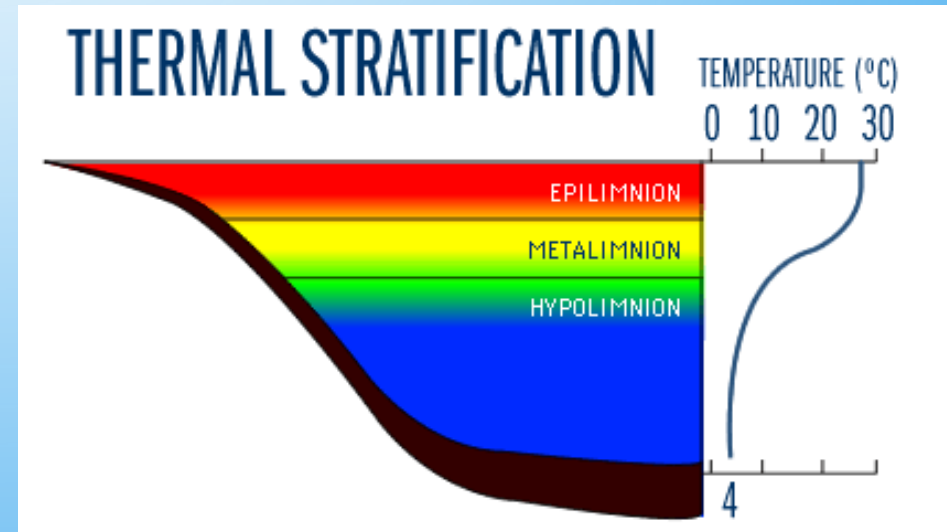 THERMAL STRATIFICATION
TEMPERATURE (°C)
0 10 20 30
EPILIMNION
METALIMNION
HYPOLIMNION
4